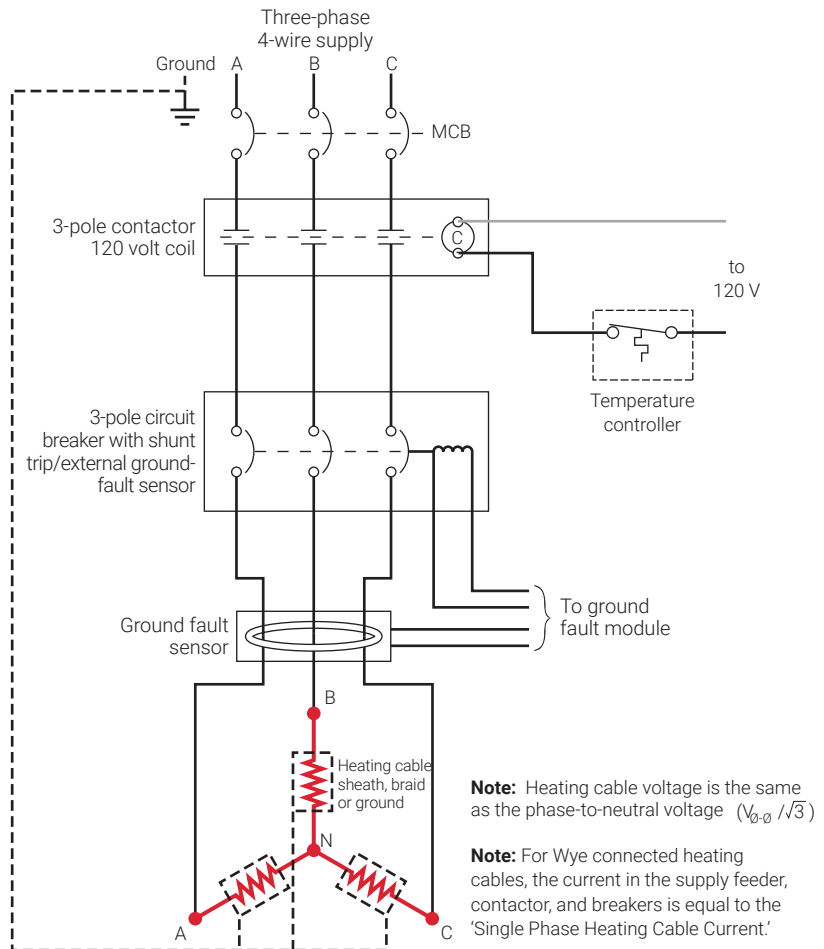 Three-phase
4-wire supply
Ground
A
B
C
MCB
3-pole contactor
120 volt coil
C
to
120 V
Temperature
controller
3-pole circuit
breaker with shunt
trip/external ground-
fault sensor
Ground fault
sensor
To ground
fault module
B
Heating cable
sheath, braid
or ground
N
A
C
Note: Heating cable voltage is the same
as the phase-to-neutral voltage (VØ-Ø /√3 )
Note: For Wye connected heating
cables, the current in the supply feeder,
contactor, and breakers is equal to the
‘Single Phase Heating Cable Current.’